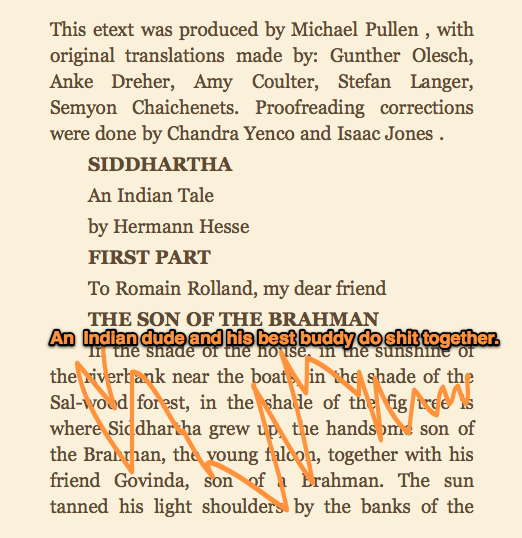 This etext was produced by Michael Pullen , with
original translations made by: Gunther Olesch,
Anke Dreher, Amy Coulter, Stefan Langer,
Semyon Chaichenets. Proofreading corrections
were done by Chandra Yenco and Isaac Jones .
SIDDHARTHA
An Indian Tale
by Hermann Hesse
FIRST PART
To Romain Rolland, my dear friend
THE SON OF THE BRAHMAN
An Indian dude and his best buddy do shit together.
In the shade of the house, in the sunshine of
the riverbank near the boats, in the shade of the
Sal-wood forest, in the shade of the fig tree is
where Siddhartha grew up, the handsome son of
the Brahman, the young falcon, together with his
friend Govinda, son of a Brahman. The sun
tanned his light shoulders by the banks of the